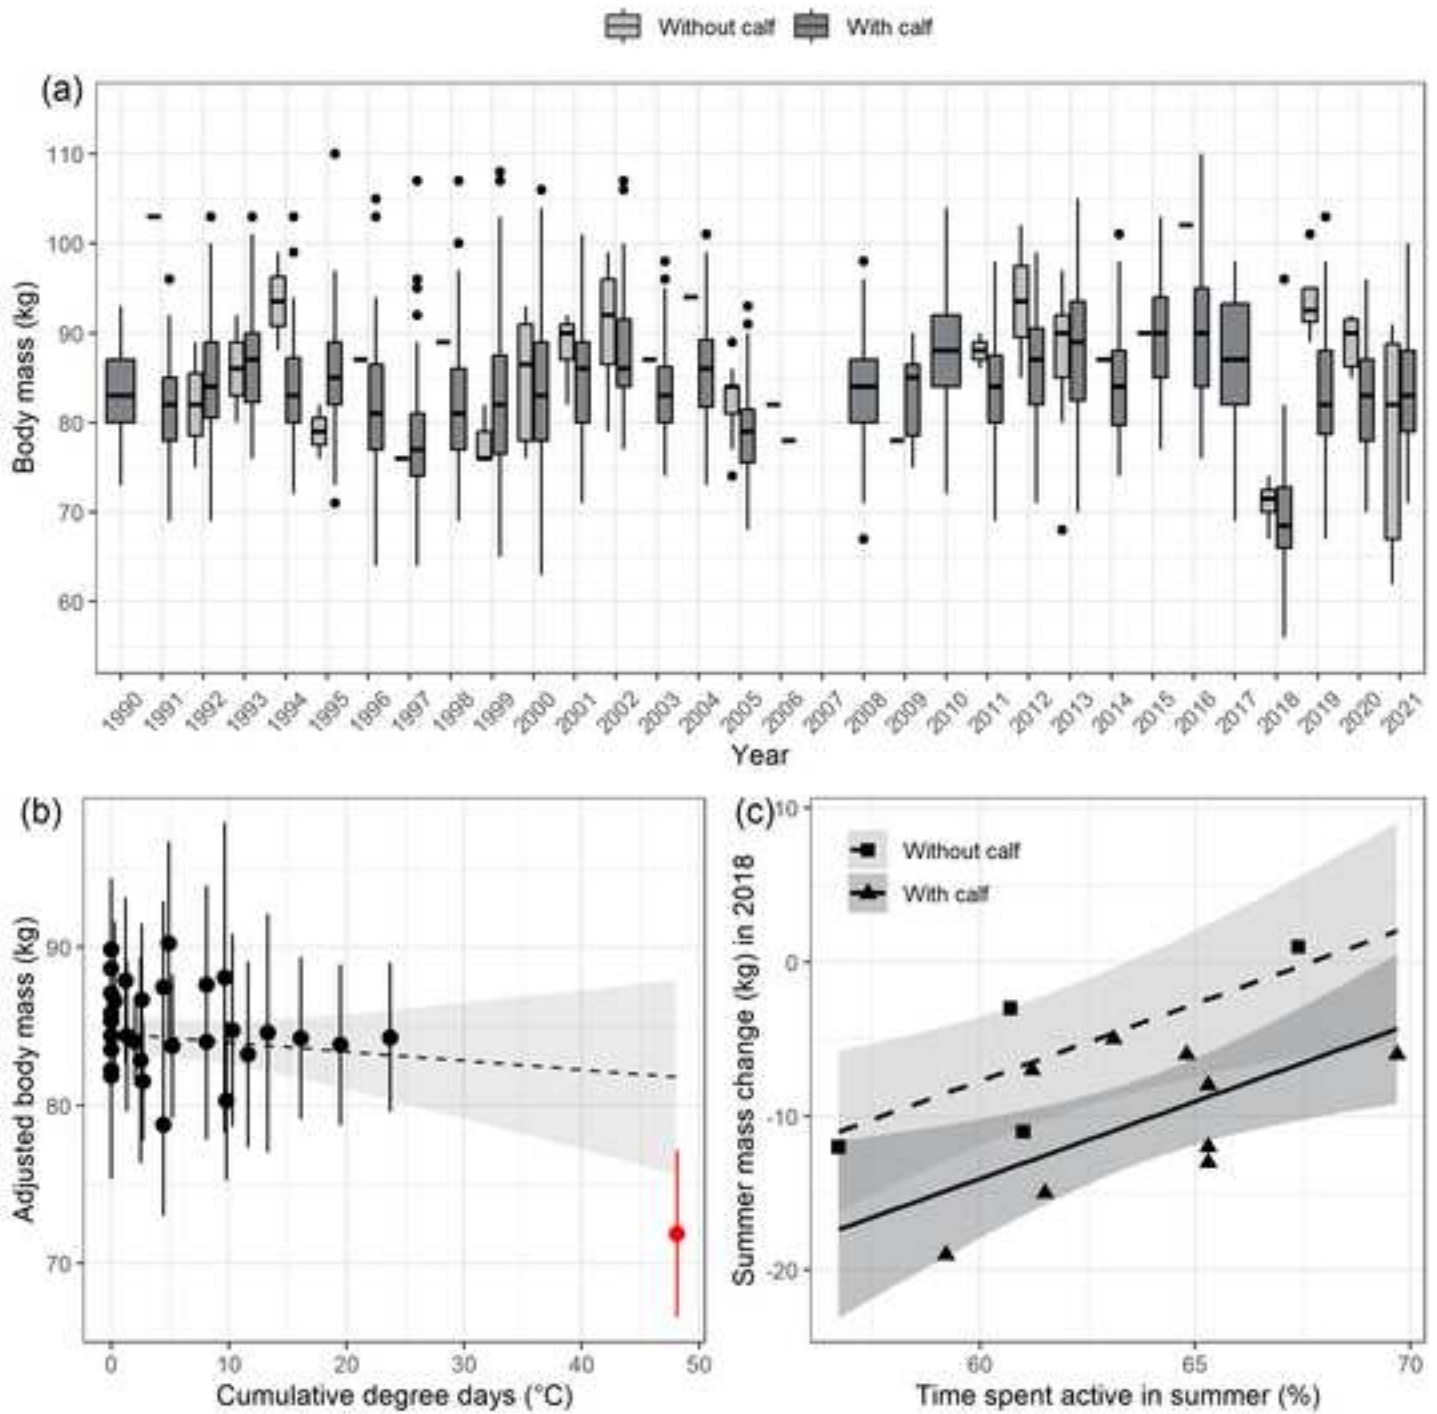 Without calf With calf
(a)
Body mass (kg)
110
100
90
80
70
60
1990 1991 1992 1993 1994 1995 1996 1997 1998 1999 2000 2001 2002 2003 2004 2005 2006 2007 2008 2009 2010 2011 2012 2013 2014 2015 2016 2017 2018 2019 2020 2021
Year
(b)
Adjusted body mass (kg)
90
80
70
0 10 20 30 40 50
Cumulative degree days (°C)
(c)
Summer mass change (kg) in 2018
10
0
-10
-20
Without calf
With calf
60 65 70
Time spent active in summer (%)